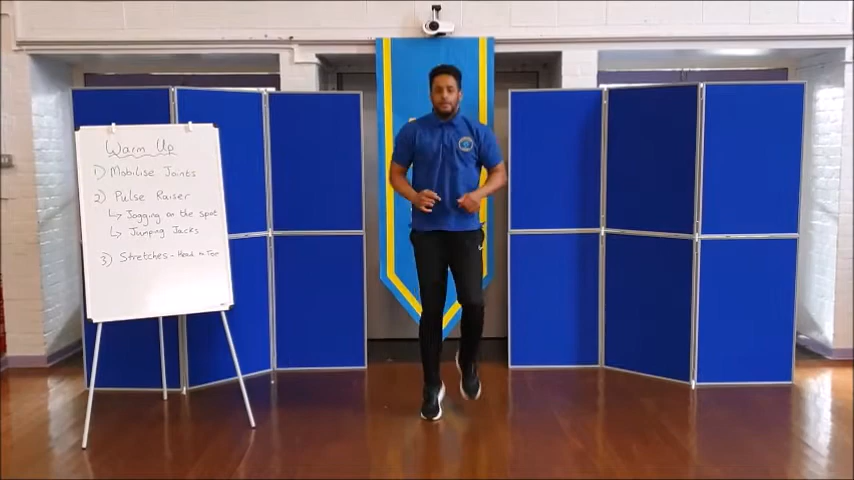 Warm Up
1) Mobilise Joints
2) Pulse Raiser
↳ Jogging on the spot
↳ Jumping Jacks
3) Stretches - Head to Toe